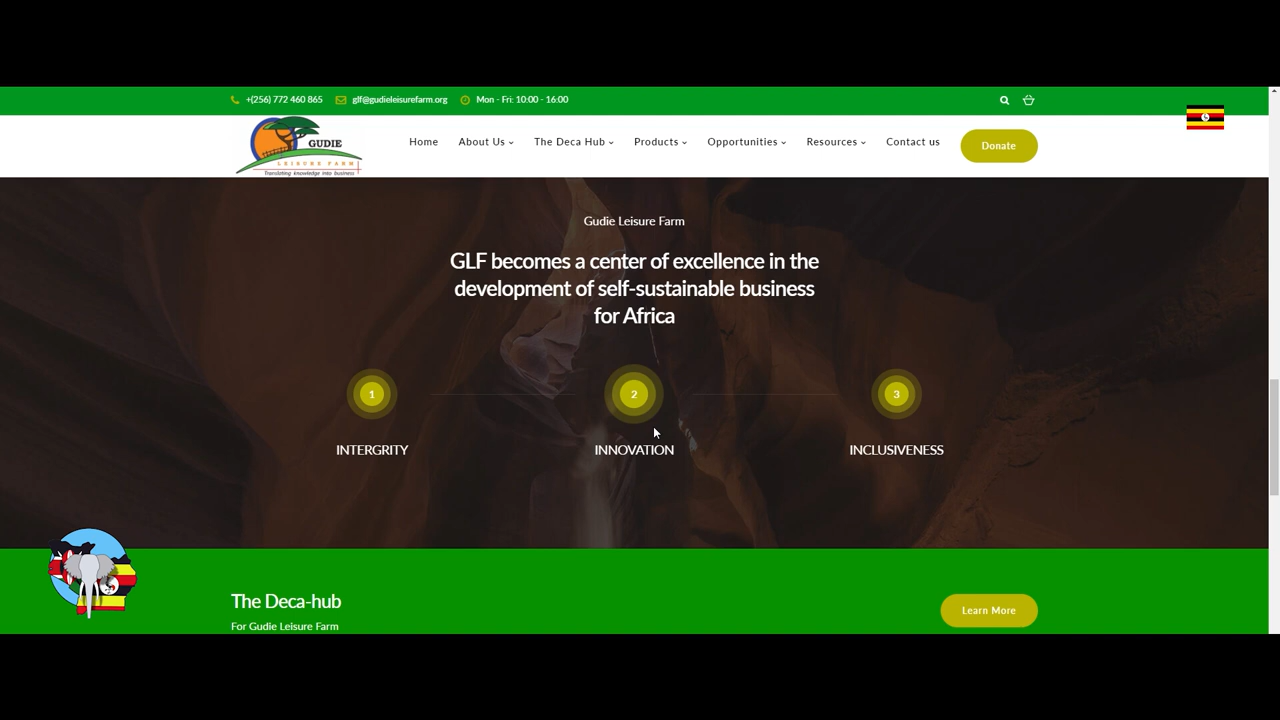 +(256) 772 460 865 glf@gudieleisurefarm.org Mon - Fri: 10:00 - 16:00
GUDIE
LEISURE FARM
Translating knowledge into business
Home About Us The Deca Hub Products Opportunities Resources Contact us Donate
Gudie Leisure Farm
GLF becomes a center of excellence in the
development of self-sustainable business
for Africa
1 2 3
INTERGRITY INNOVATION INCLUSIVENESS
The Deca-hub
For Gudie Leisure Farm
Learn More